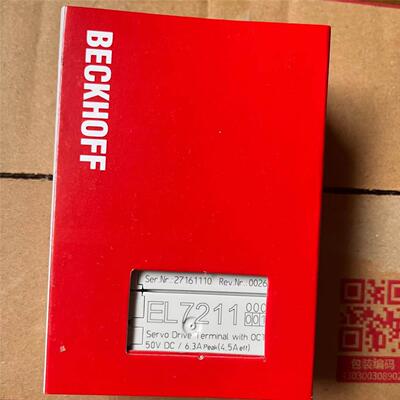 BECKHOFF
Ser.Nr.:27161110 Rev.Nr.:0026
EL7211
Servo Drive Terminal with OCT
50V DC / 6.3A Peak(4.5A eff)
包装编码